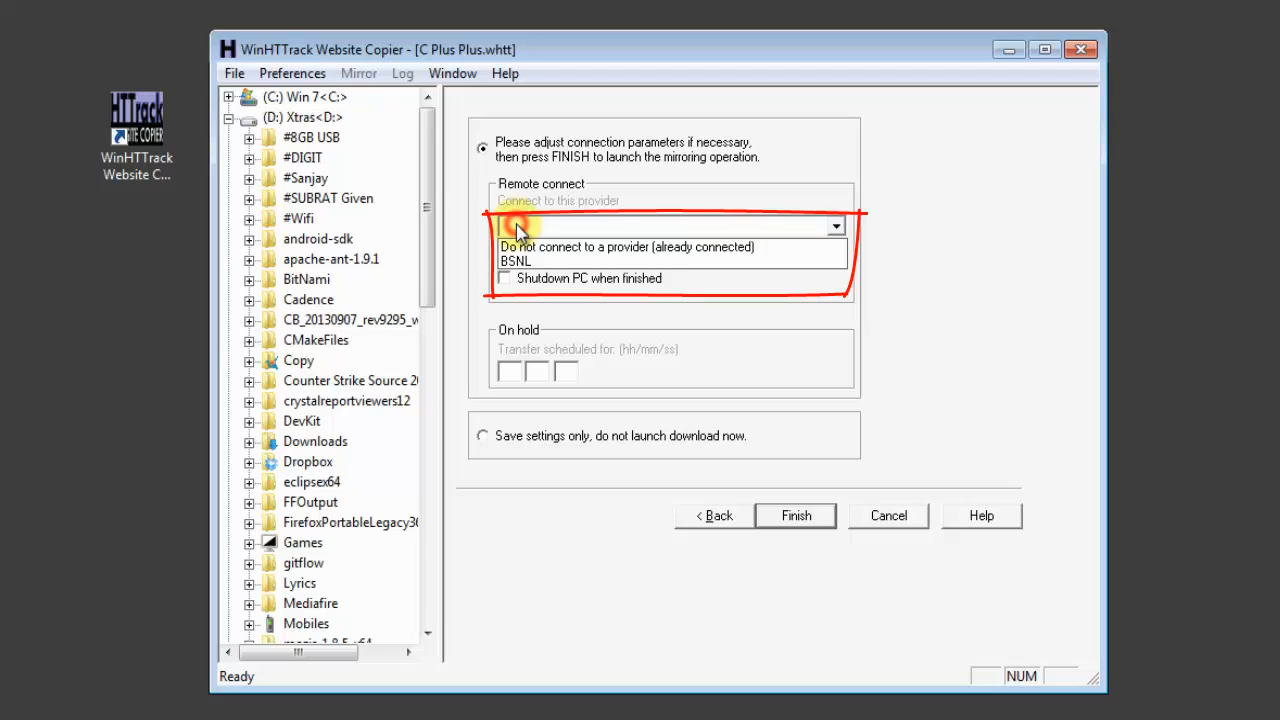 WinHTTrack Website Copier - [C Plus Plus.whtt]
File Preferences Mirror Log Window Help
HTTrack
SITE COPIER
WinHTTrack
Website C...
(C:) Win 7<C:>
(D:) Xtras<D:>
#8GB USB
#DIGIT
#Sanjay
#SUBRAT Given
#Wifi
android-sdk
apache-ant-1.9.1
BitNami
Cadence
CB_20130907_rev9295_w
CMakeFiles
Copy
Counter Strike Source 2
crystalreportviewers12
DevKit
Downloads
Dropbox
eclipsex64
FFOutput
FirefoxPortableLegacy36
Games
gitflow
Lyrics
Mediafire
Mobiles
Please adjust connection parameters if necessary,
then press FINISH to launch the mirroring operation.
Remote connect
Connect to this provider
Do not connect to a provider (already connected)
BSNL
Shutdown PC when finished
On hold
Transfer scheduled for: (hh/mm/ss)
Save settings only, do not launch download now.
< Back Finish Cancel Help
Ready NUM